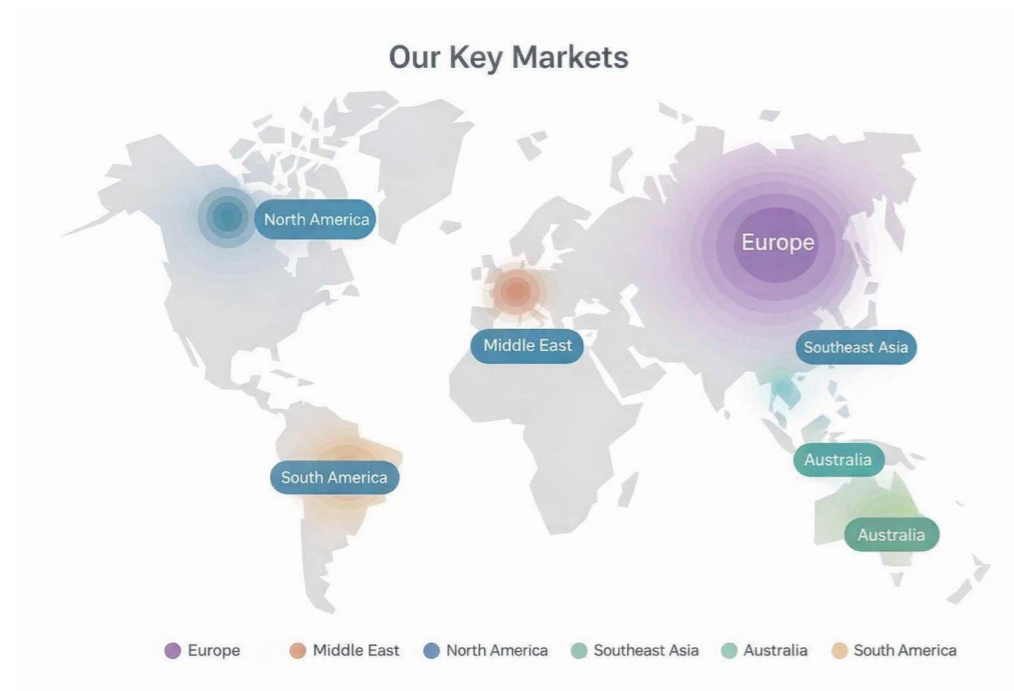 Our Key Markets
North America
Europe
Middle East
Southeast Asia
South America
Australia
Australia
Europe
Middle East
North America
Southeast Asia
Australia
South America